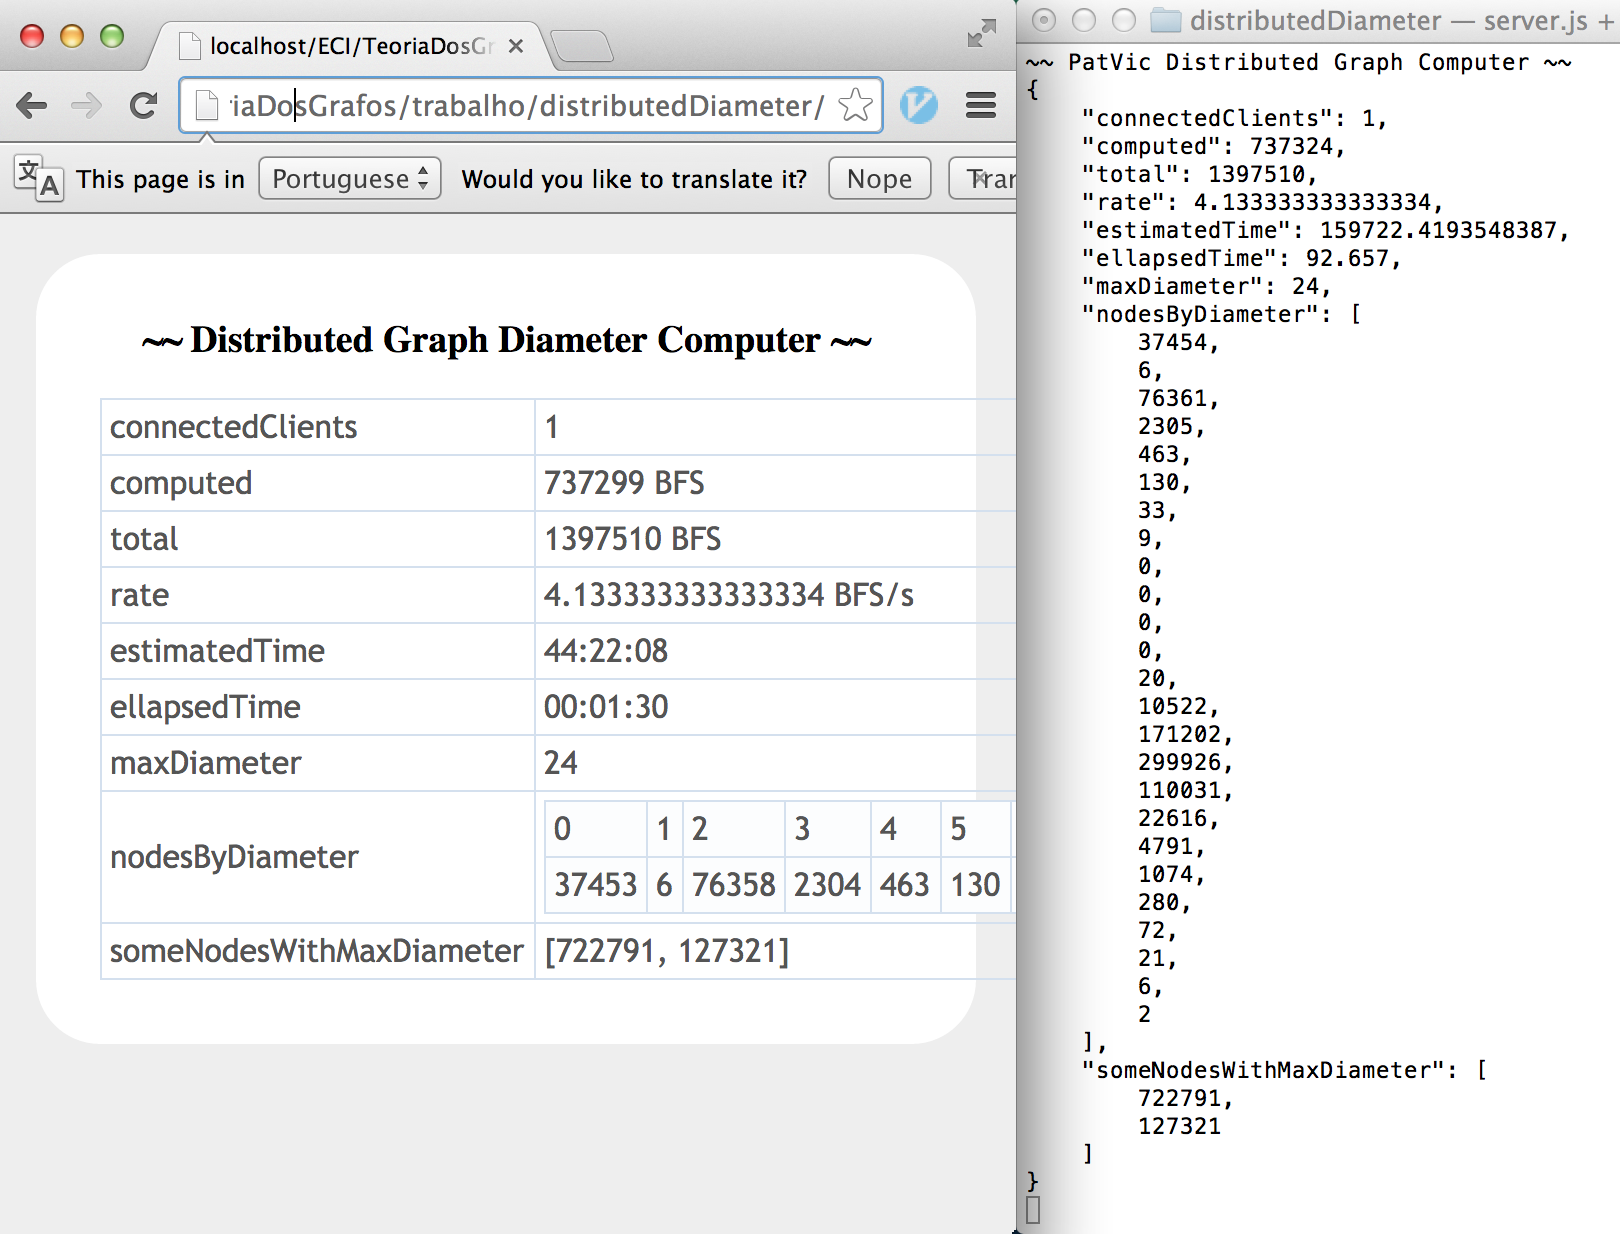 localhost/ECI/TeoriaDosGr
iaDosGrafos/trabalho/distributedDiameter/
文A This page is in Portuguese Would you like to translate it? Nope Trar
~~ Distributed Graph Diameter Computer ~~
connectedClients 1
computed 737299 BFS
total 1397510 BFS
rate 4.133333333333334 BFS/s
estimatedTime 44:22:08
ellapsedTime 00:01:30
maxDiameter 24
nodesByDiameter
0 1 2 3 4 5
37453 6 76358 2304 463 130
someNodesWithMaxDiameter [722791, 127321]
distributedDiameter — server.js
~~ PatVic Distributed Graph Computer ~~
{
"connectedClients": 1,
"computed": 737324,
"total": 1397510,
"rate": 4.133333333333334,
"estimatedTime": 159722.4193548387,
"ellapsedTime": 92.657,
"maxDiameter": 24,
"nodesByDiameter": [
37454,
6,
76361,
2305,
463,
130,
33,
9,
0,
0,
0,
0,
20,
10522,
171202,
299926,
110031,
22616,
4791,
1074,
280,
72,
21,
6,
2
],
"someNodesWithMaxDiameter": [
722791,
127321
]
}